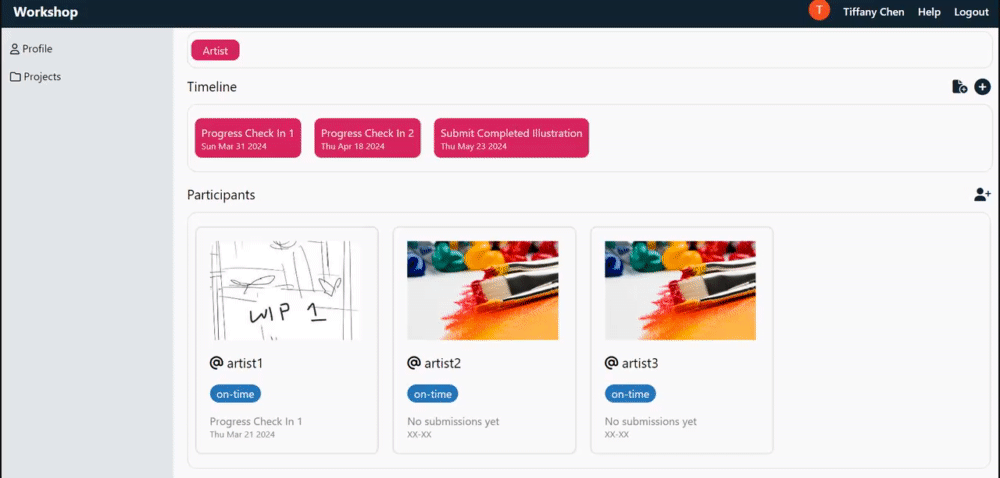 Workshop
T
Tiffany Chen Help Logout
Profile
Projects
Artist
Timeline
Progress Check In 1
Sun Mar 31 2024
Progress Check In 2
Thu Apr 18 2024
Submit Completed Illustration
Thu May 23 2024
Participants
WIP 1
@ artist1
on-time
Progress Check In 1
Thu Mar 21 2024
@ artist2
on-time
No submissions yet
XX-XX
@ artist3
on-time
No submissions yet
XX-XX